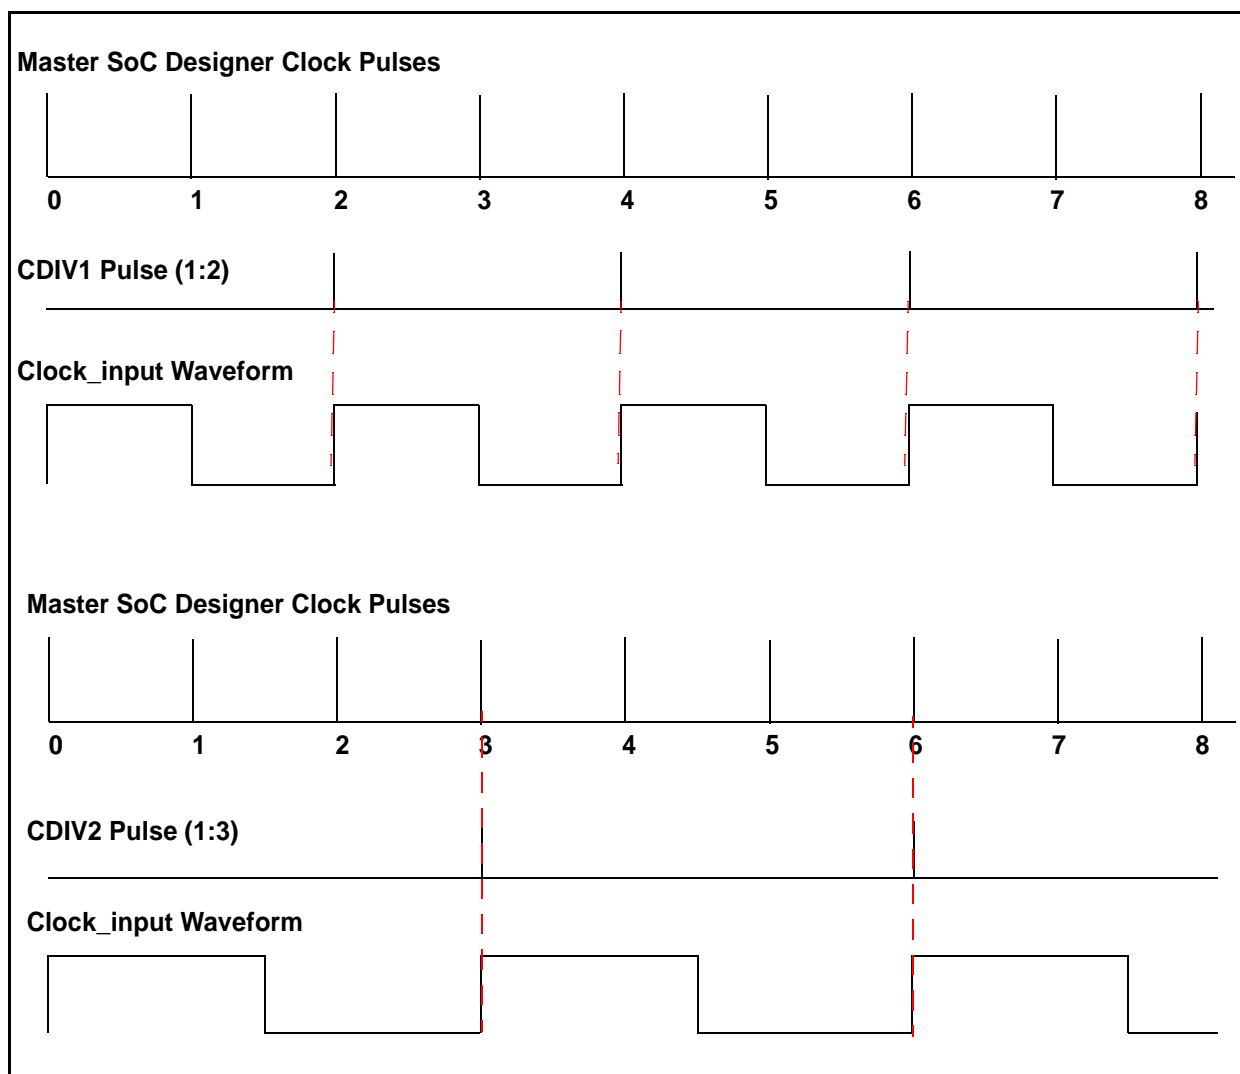 Master SoC Designer Clock Pulses
0 1 2 3 4 5 6 7 8
CDIV1 Pulse (1:2)
Clock_input Waveform
Master SoC Designer Clock Pulses
0 1 2 3 4 5 6 7 8
CDIV2 Pulse (1:3)
Clock_input Waveform